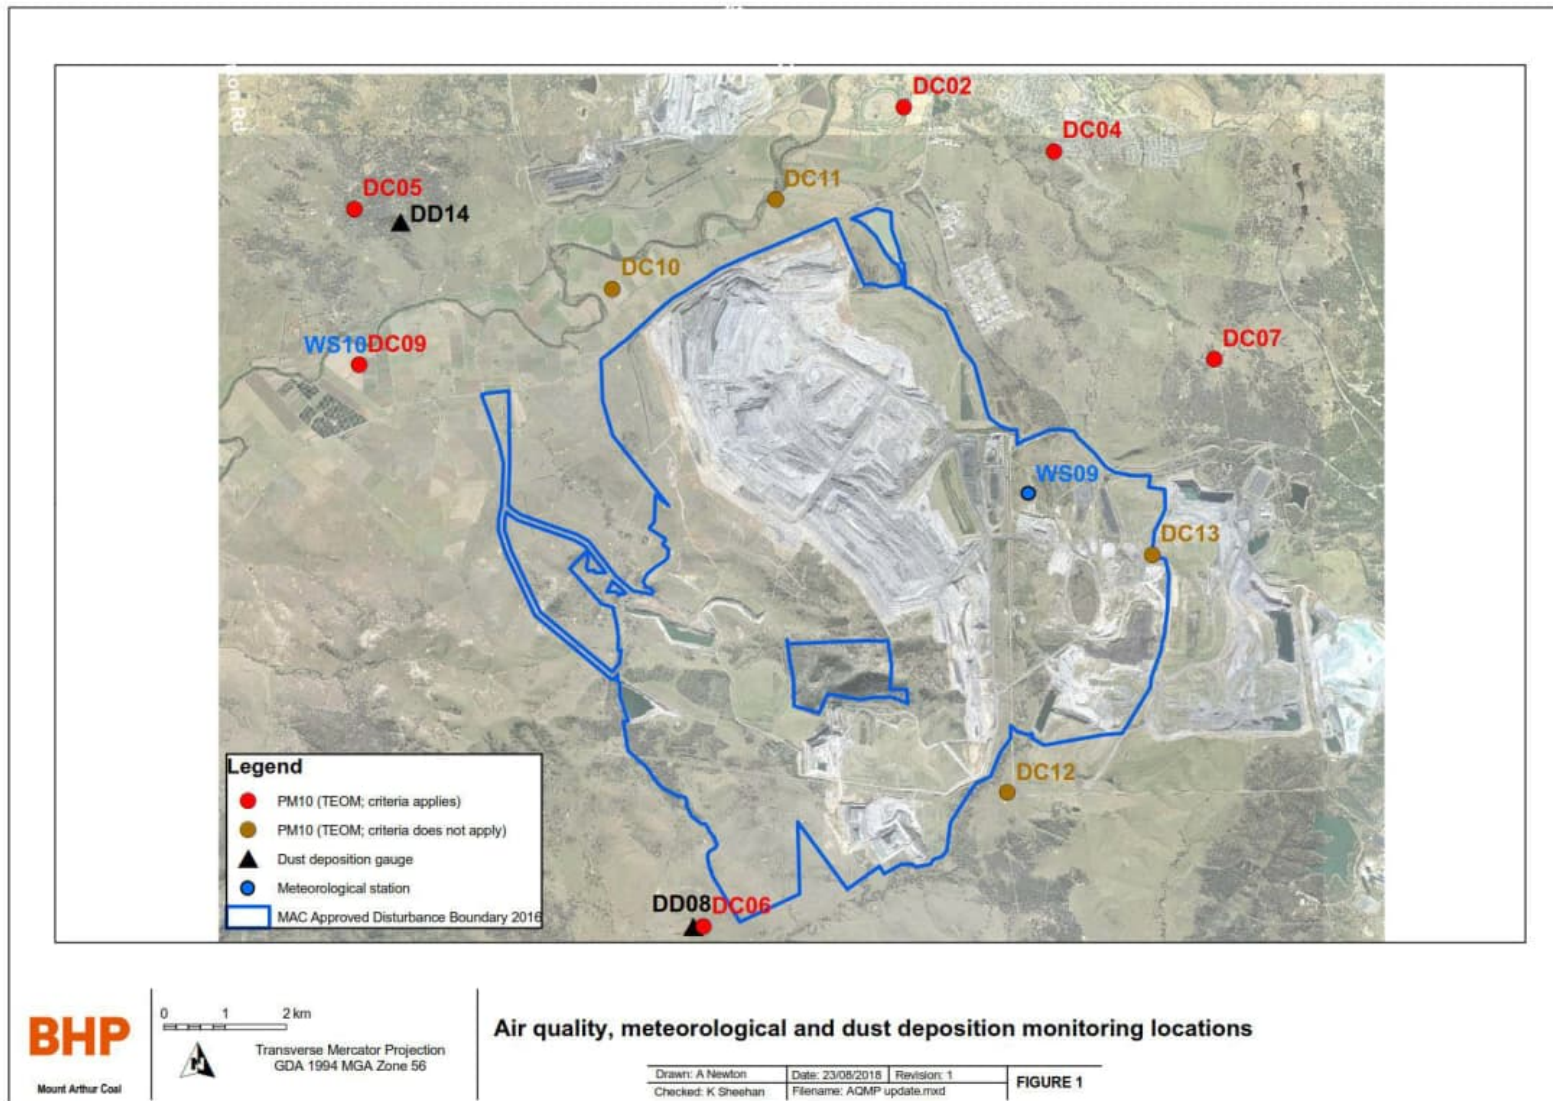 DC02
DC04
DC11
DC05
DD14
DC10
WS10DC09
DC07
WS09
DC13
DC12
DD08
DC06
Legend
PM10 (TEOM; criteria applies)
PM10 (TEOM; criteria does not apply)
Dust deposition gauge
Meteorological station
MAC Approved Disturbance Boundary 2016
BHP
Mount Arthur Coal
0 1 2 km
N
Transverse Mercator Projection
GDA 1994 MGA Zone 56
Air quality, meteorological and dust deposition monitoring locations
Drawn: A Newton Date: 23/08/2018 Revision: 1
Checked: K Sheehan Filename: AQMP update.mxd
FIGURE 1